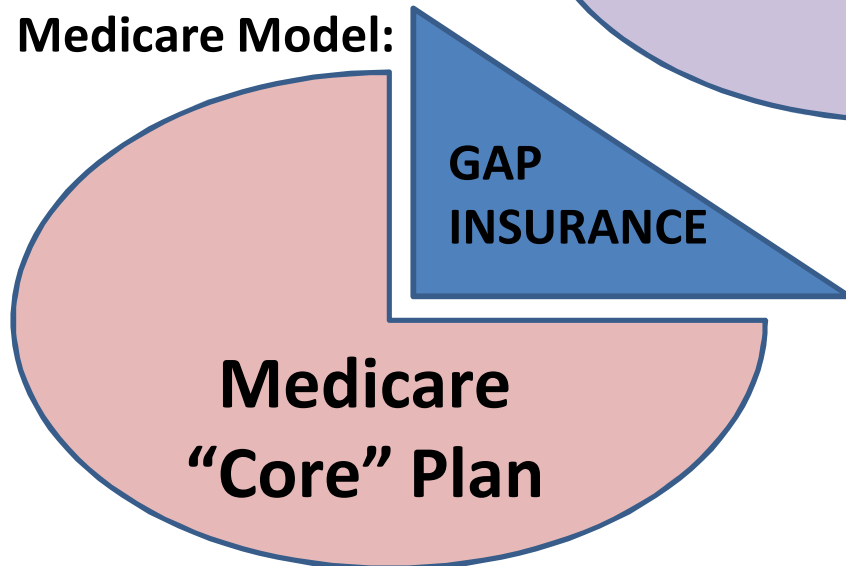 Medicare Model:
GAP
INSURANCE
Medicare
“Core” Plan